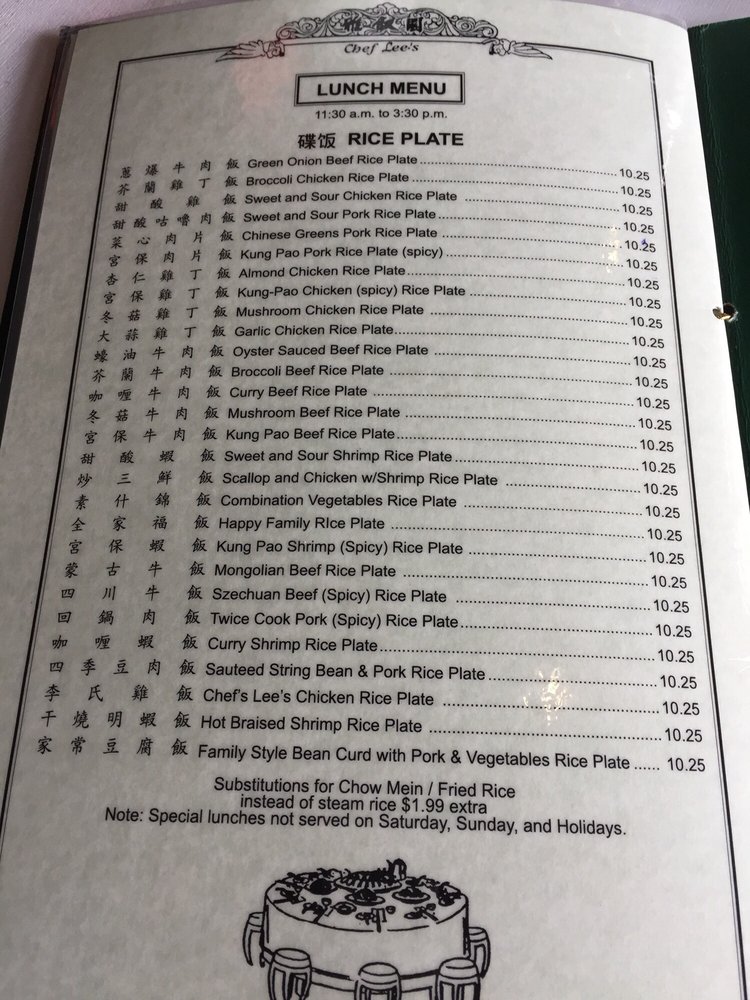 雅敘園
Chef Lee's
LUNCH MENU
11:30 a.m. to 3:30 p.m.
碟饭 RICE PLATE
蔥爆牛肉飯 Green Onion Beef Rice Plate 10.25
芥蘭雞丁飯 Broccoli Chicken Rice Plate 10.25
甜酸雞飯 Sweet and Sour Chicken Rice Plate 10.25
甜酸咕嚕肉飯 Sweet and Sour Pork Rice Plate 10.25
菜心肉片飯 Chinese Greens Pork Rice Plate 10.25
宮保肉片飯 Kung Pao Pork Rice Plate (spicy) 10.25
杏仁雞丁飯 Almond Chicken Rice Plate 10.25
宮保雞丁飯 Kung-Pao Chicken (spicy) Rice Plate 10.25
冬菇雞丁飯 Mushroom Chicken Rice Plate 10.25
大蒜雞丁飯 Garlic Chicken Rice Plate 10.25
蠔油牛肉飯 Oyster Sauced Beef Rice Plate 10.25
芥蘭牛肉飯 Broccoli Beef Rice Plate 10.25
咖喱牛肉飯 Curry Beef Rice Plate 10.25
冬菇牛肉飯 Mushroom Beef Rice Plate 10.25
宮保牛肉飯 Kung Pao Beef Rice Plate 10.25
甜酸蝦飯 Sweet and Sour Shrimp Rice Plate 10.25
炒三鮮飯 Scallop and Chicken w/Shrimp Rice Plate 10.25
素什錦飯 Combination Vegetables Rice Plate 10.25
全家福飯 Happy Family RIce Plate 10.25
宮保蝦飯 Kung Pao Shrimp (Spicy) Rice Plate 10.25
蒙古牛飯 Mongolian Beef Rice Plate 10.25
四川牛飯 Szechuan Beef (Spicy) Rice Plate 10.25
回鍋肉飯 Twice Cook Pork (Spicy) Rice Plate 10.25
咖喱蝦飯 Curry Shrimp Rice Plate 10.25
四季豆肉飯 Sauteed String Bean & Pork Rice Plate 10.25
李氏雞飯 Chef's Lee's Chicken Rice Plate 10.25
干燒明蝦飯 Hot Braised Shrimp Rice Plate 10.25
家常豆腐飯 Family Style Bean Curd with Pork & Vegetables Rice Plate 10.25
Substitutions for Chow Mein / Fried Rice
instead of steam rice $1.99 extra
Note: Special lunches not served on Saturday, Sunday, and Holidays.